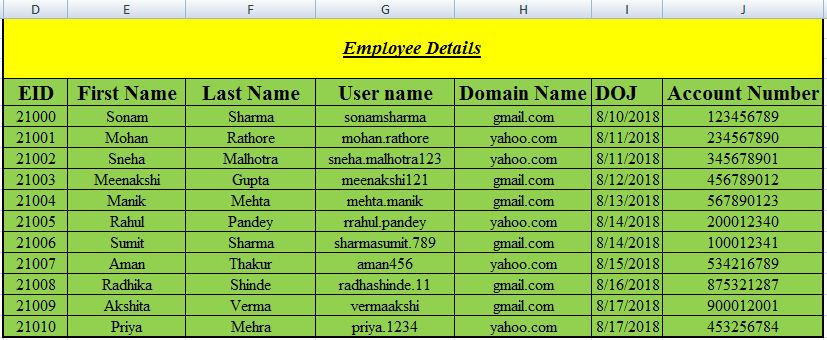 D E F G H I J
Employee Details
EID First Name Last Name User name Domain Name DOJ Account Number
21000 Sonam Sharma sonamsharma gmail.com 8/10/2018 123456789
21001 Mohan Rathore mohan.rathore yahoo.com 8/11/2018 234567890
21002 Sneha Malhotra sneha.malhotra123 yahoo.com 8/11/2018 345678901
21003 Meenakshi Gupta meenakshi121 gmail.com 8/12/2018 456789012
21004 Manik Mehta mehta.manik gmail.com 8/13/2018 567890123
21005 Rahul Pandey rrahul.pandey yahoo.com 8/14/2018 200012340
21006 Sumit Sharma sharmasumit.789 gmail.com 8/14/2018 100012341
21007 Aman Thakur aman456 yahoo.com 8/15/2018 534216789
21008 Radhika Shinde radhashinde.11 gmail.com 8/16/2018 875321287
21009 Akshita Verma vermaakshi gmail.com 8/17/2018 900012001
21010 Priya Mehra priya.1234 yahoo.com 8/17/2018 453256784